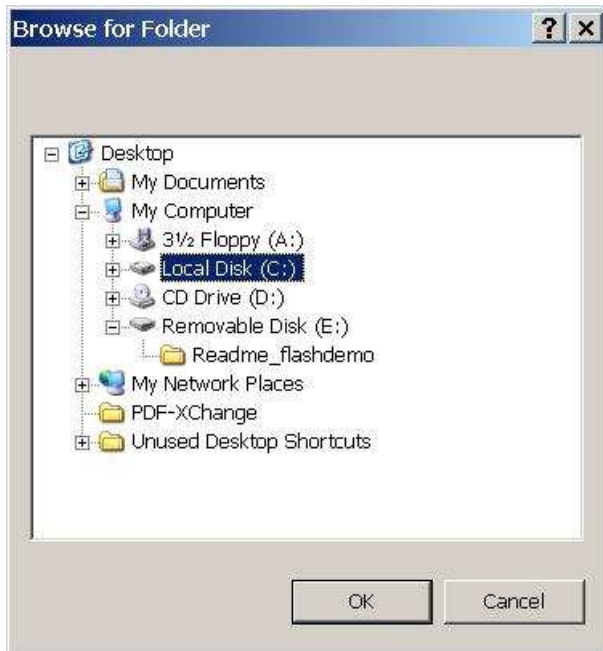 Browse for Folder
Desktop
My Documents
My Computer
3½ Floppy (A:)
Local Disk (C:)
CD Drive (D:)
Removable Disk (E:)
Readme_flashdemo
My Network Places
PDF-XChange
Unused Desktop Shortcuts
OK Cancel